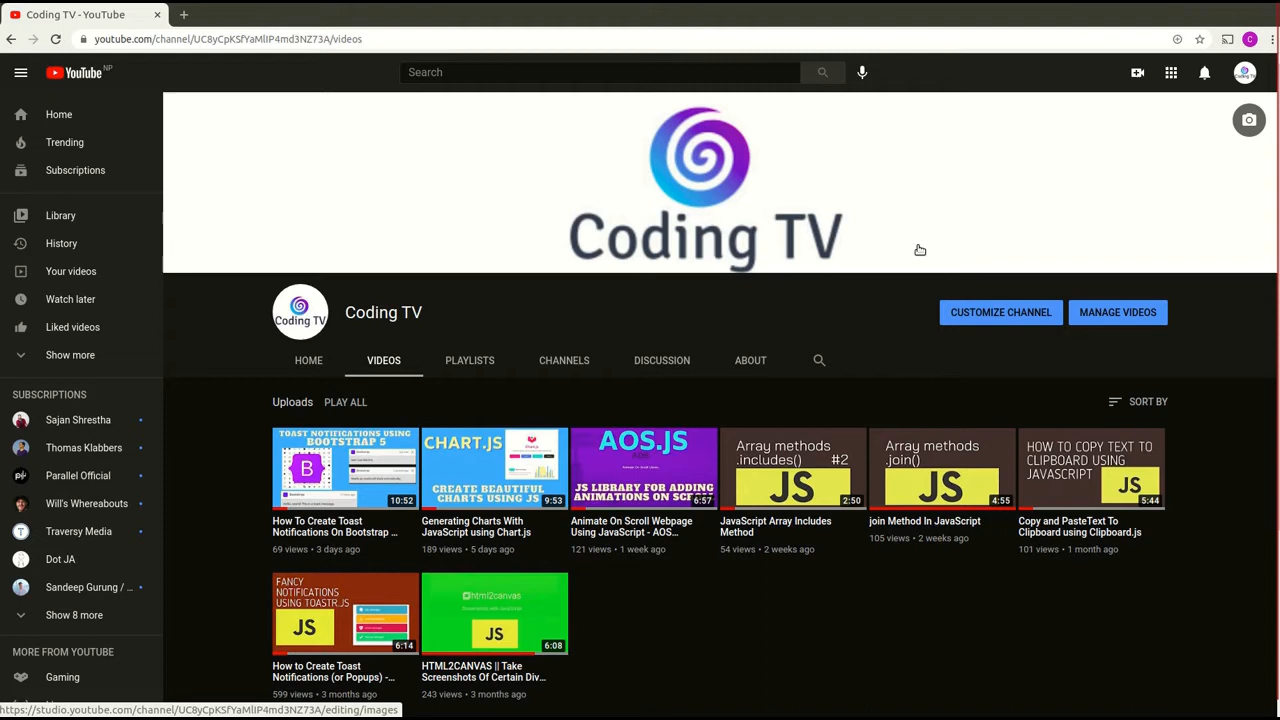 Coding TV - YouTube
youtube.com/channel/UC8yCpKSfYaMlIP4md3NZ73A/videos
C
YouTube NP
Search
Coding TV
Home
Trending
Subscriptions
Library
History
Your videos
Watch later
Liked videos
Show more
SUBSCRIPTIONS
Sajan Shrestha
Thomas Klabbers
Parallel Official
Will's Whereabouts
Traversy Media
Dot JA
Sandeep Gurung / ...
Show 8 more
MORE FROM YOUTUBE
Gaming
Coding TV
Coding TV
Coding TV
CUSTOMIZE CHANNEL
MANAGE VIDEOS
HOME
VIDEOS
PLAYLISTS
CHANNELS
DISCUSSION
ABOUT
Uploads
PLAY ALL
SORT BY
TOAST NOTIFICATIONS USING
BOOTSTRAP 5
B
10:52
How To Create Toast
Notifications On Bootstrap ...
69 views • 3 days ago
CHART.JS
CREATE BEAUTIFUL
CHARTS USING JS
9:53
Generating Charts With
JavaScript using Chart.js
189 views • 5 days ago
AOS.JS
JS LIBRARY FOR ADDING
ANIMATIONS ON SCROLL
6:57
Animate On Scroll Webpage
Using JavaScript - AOS...
121 views • 1 week ago
Array methods
.includes() #2
JS
2:50
JavaScript Array Includes
Method
54 views • 2 weeks ago
Array methods
.join()
JS
4:55
join Method In JavaScript
105 views • 2 weeks ago
HOW TO COPY TEXT TO
CLIPBOARD USING
JAVASCRIPT
JS
5:44
Copy and PasteText To
Clipboard using Clipboard.js
101 views • 1 month ago
FANCY
NOTIFICATIONS
USING TOASTR.JS
JS
6:14
How to Create Toast
Notifications (or Popups) -...
599 views • 3 months ago
html2canvas
Screenshots with JavaScript
JS
6:08
HTML2CANVAS || Take
Screenshots Of Certain Div...
243 views • 3 months ago
https://studio.youtube.com/channel/UC8yCpKSfYaMlIP4md3NZ73A/editing/images